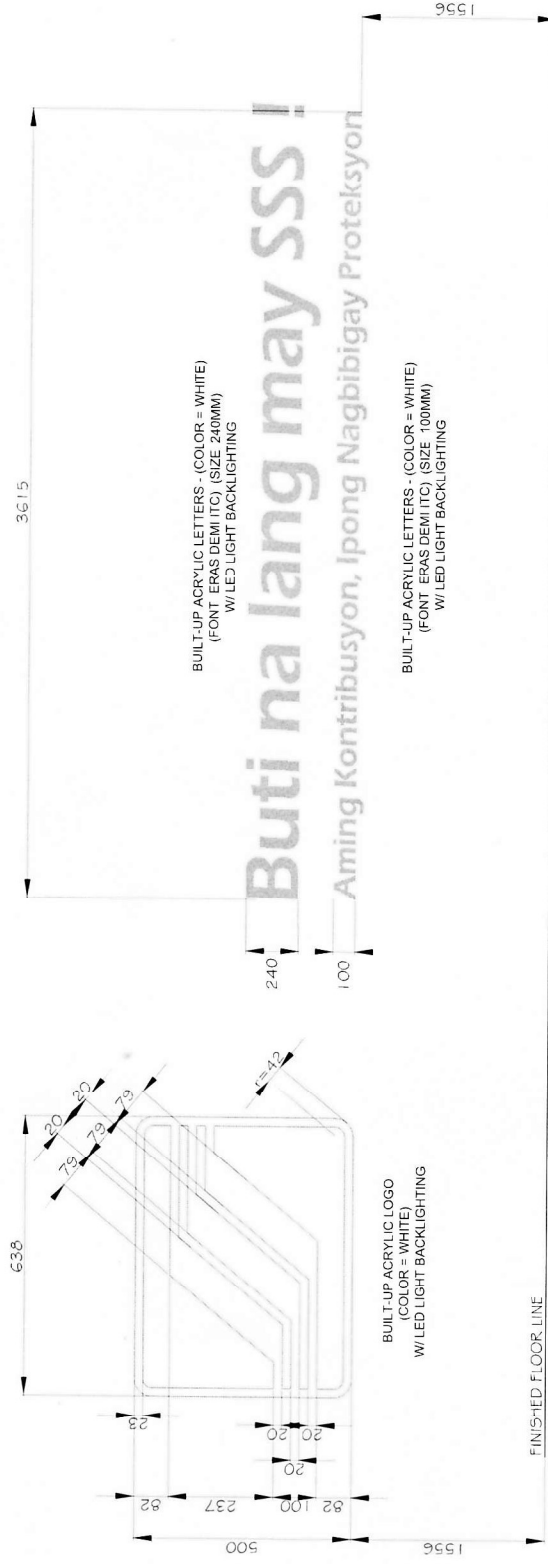 638
20
20
79
79
79
r=42
23
20
20
20
82
237
100
82
500
1556
BUILT-UP ACRYLIC LOGO
(COLOR = WHITE)
W/ LED LIGHT BACKLIGHTING
FINISHED FLOOR LINE
3615
BUILT-UP ACRYLIC LETTERS - (COLOR = WHITE)
(FONT ERAS DEMI ITC) (SIZE 240MM)
W/ LED LIGHT BACKLIGHTING
240
Buti na lang may SSS !
100
Aming Kontribusyon, Ipong Nagbibigay Proteksyon
BUILT-UP ACRYLIC LETTERS - (COLOR = WHITE)
(FONT ERAS DEMI ITC) (SIZE 100MM)
W/ LED LIGHT BACKLIGHTING
1556